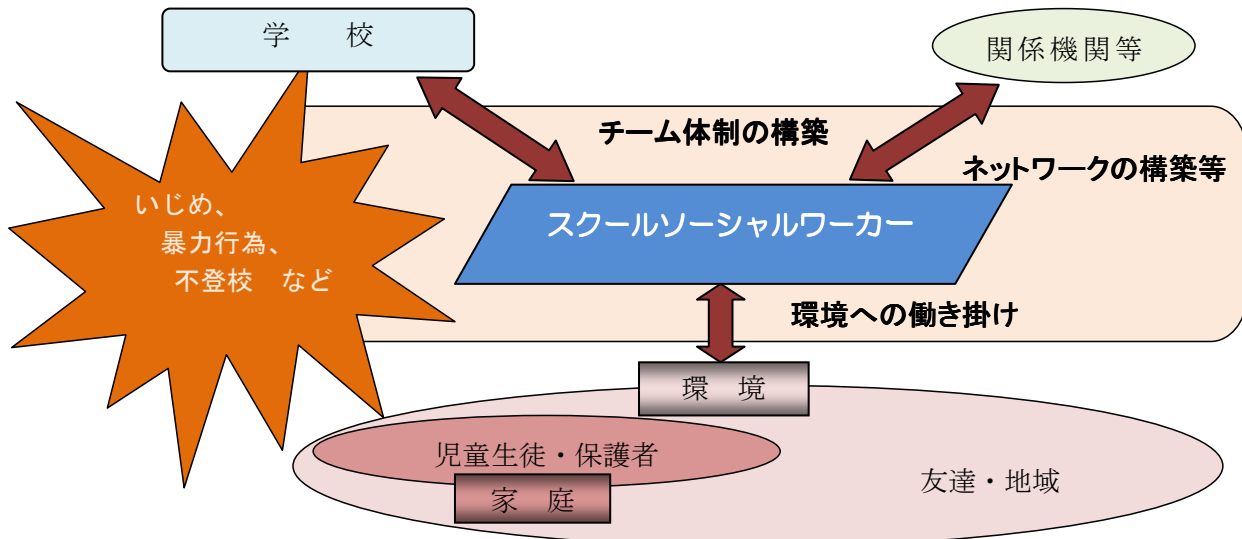 学　校
関係機関等
チーム体制の構築
ネットワークの構築等
いじめ、
暴力行為、
不登校　など
スクールソーシャルワーカー
環境への働き掛け
環　境
児童生徒・保護者
友達・地域
家　庭